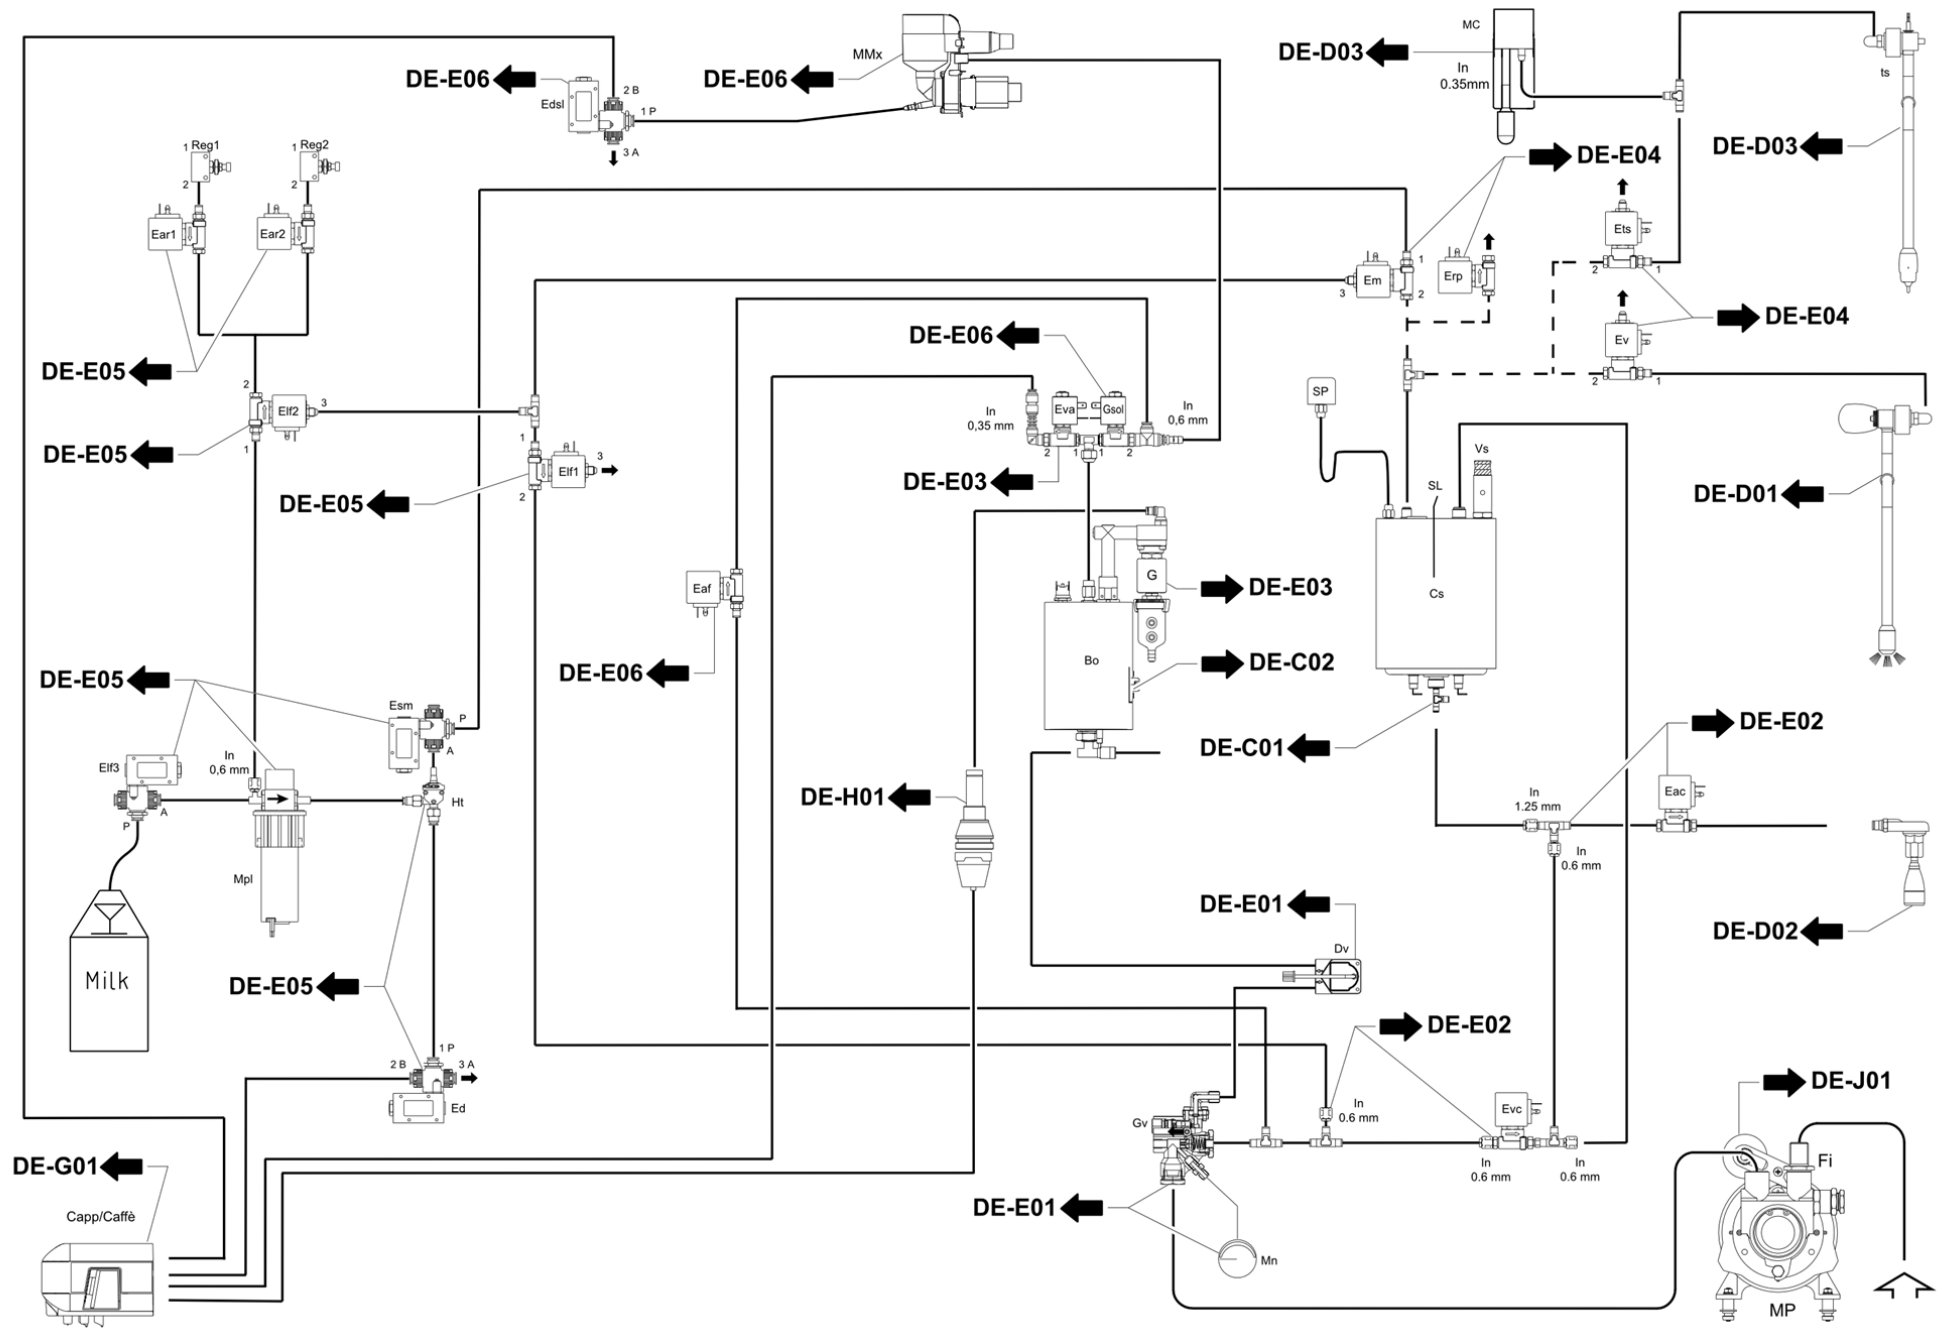 MC
DE-D03
In
0.35mm
ts
DE-D03
DE-E06
Edsl
2 B
1 P
3 A
DE-E06
MMx
1
Reg1
2
1
Reg2
2
Ear1
Ear2
DE-E04
Ets
2
1
Em
1
3
2
Erp
Ev
2
1
DE-E04
DE-E06
DE-E05
2
Elf2
3
1
DE-E05
SP
In
0,35 mm
Eva
Gsol
In
0,6 mm
2
1
1
2
DE-E03
1
Elf1
3
2
DE-E05
Vs
SL
DE-D01
Eaf
DE-E06
G
DE-E03
Cs
Bo
DE-C02
DE-C01
DE-E05
Esm
P
A
Elf3
A
P
In
0,6 mm
Ht
Mpl
Milk
DE-H01
DE-E02
Eac
In
1.25 mm
In
0.6 mm
DE-D02
DE-E01
Dv
DE-E05
1 P
2 B
3 A
Ed
DE-E02
Evc
In
0.6 mm
Gv
In
0.6 mm
In
0.6 mm
DE-J01
Fi
DE-G01
Capp/Caffè
DE-E01
Mn
MP